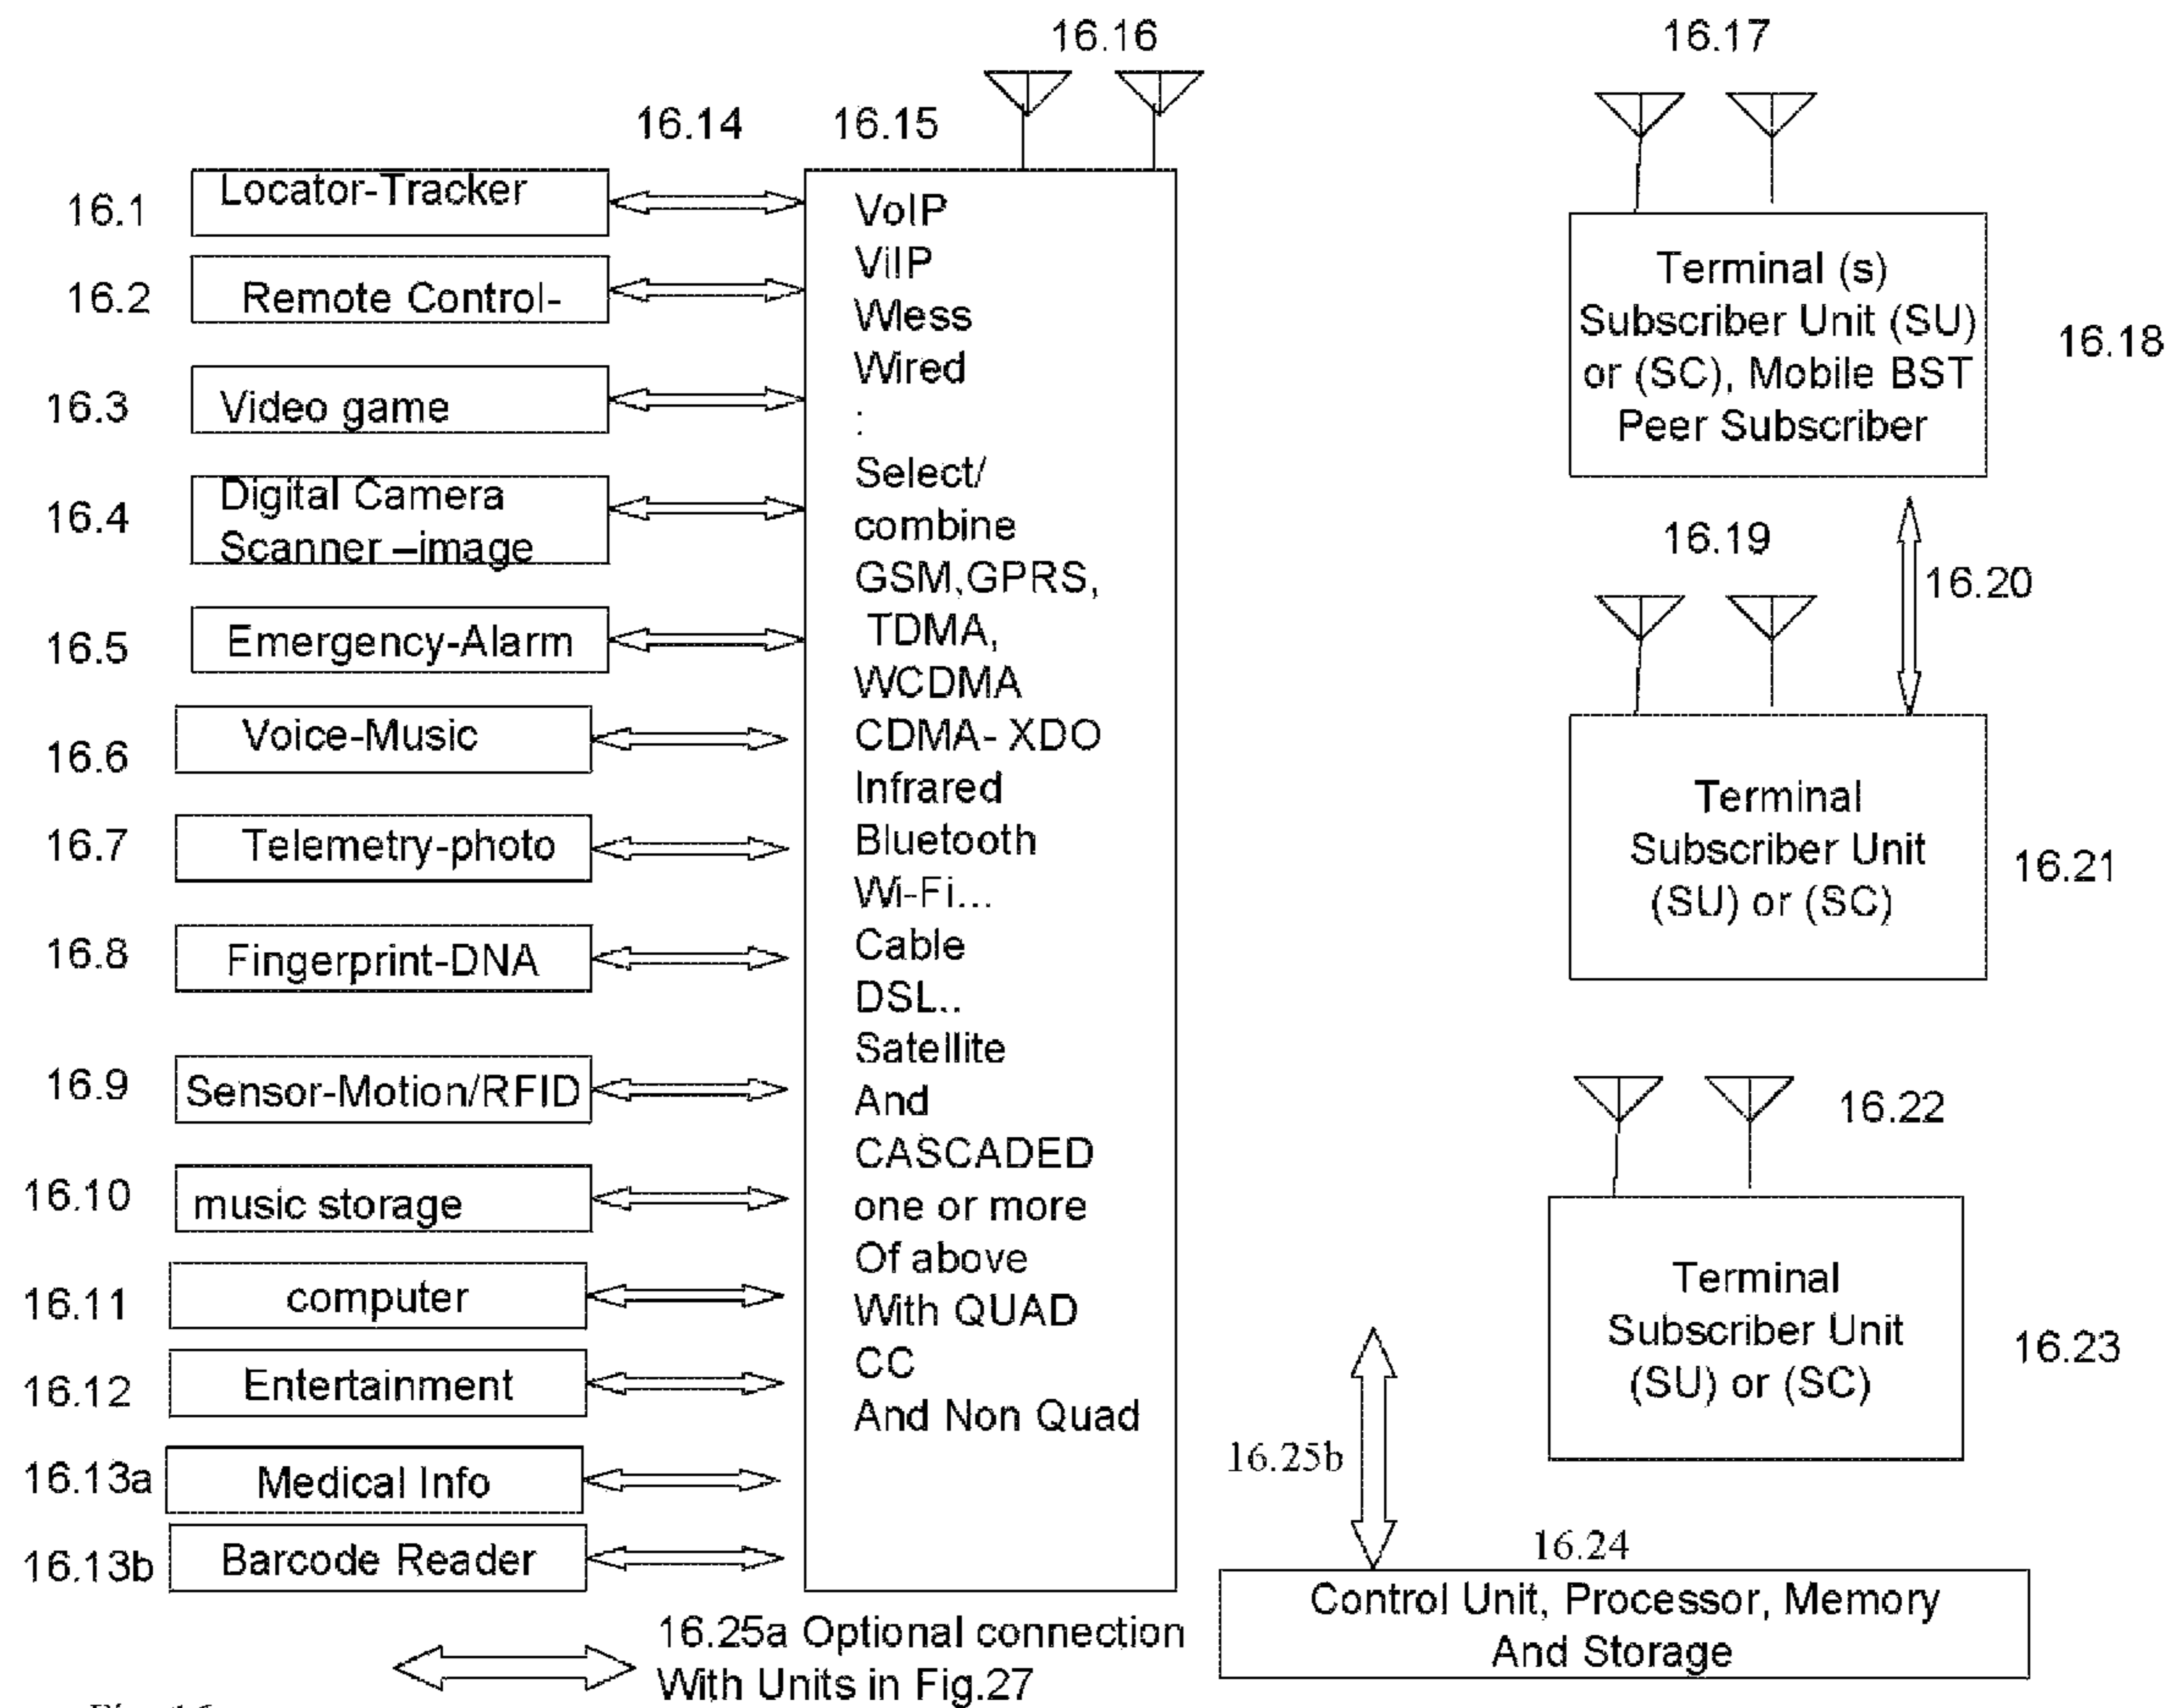 16.16
16.17
16.14
16.15
16.1
Locator-Tracker
16.2
Remote Control-
16.3
Video game
16.4
Digital Camera
Scanner –image
16.5
Emergency-Alarm
16.6
Voice-Music
16.7
Telemetry-photo
16.8
Fingerprint-DNA
16.9
Sensor-Motion/RFID
16.10
music storage
16.11
computer
16.12
Entertainment
16.13a
Medical Info
16.13b
Barcode Reader
VoIP
ViIP
Wless
Wired
:
Select/
combine
GSM,GPRS,
TDMA,
WCDMA
CDMA- XDO
Infrared
Bluetooth
Wi-Fi...
Cable
DSL..
Satellite
And
CASCADED
one or more
Of above
With QUAD
CC
And Non Quad
Terminal (s)
Subscriber Unit (SU)
or (SC), Mobile BST
Peer Subscriber
16.18
16.19
16.20
Terminal
Subscriber Unit
(SU) or (SC)
16.21
16.22
Terminal
Subscriber Unit
(SU) or (SC)
16.23
16.25b
16.24
Control Unit, Processor, Memory
And Storage
16.25a Optional connection
With Units in Fig.27